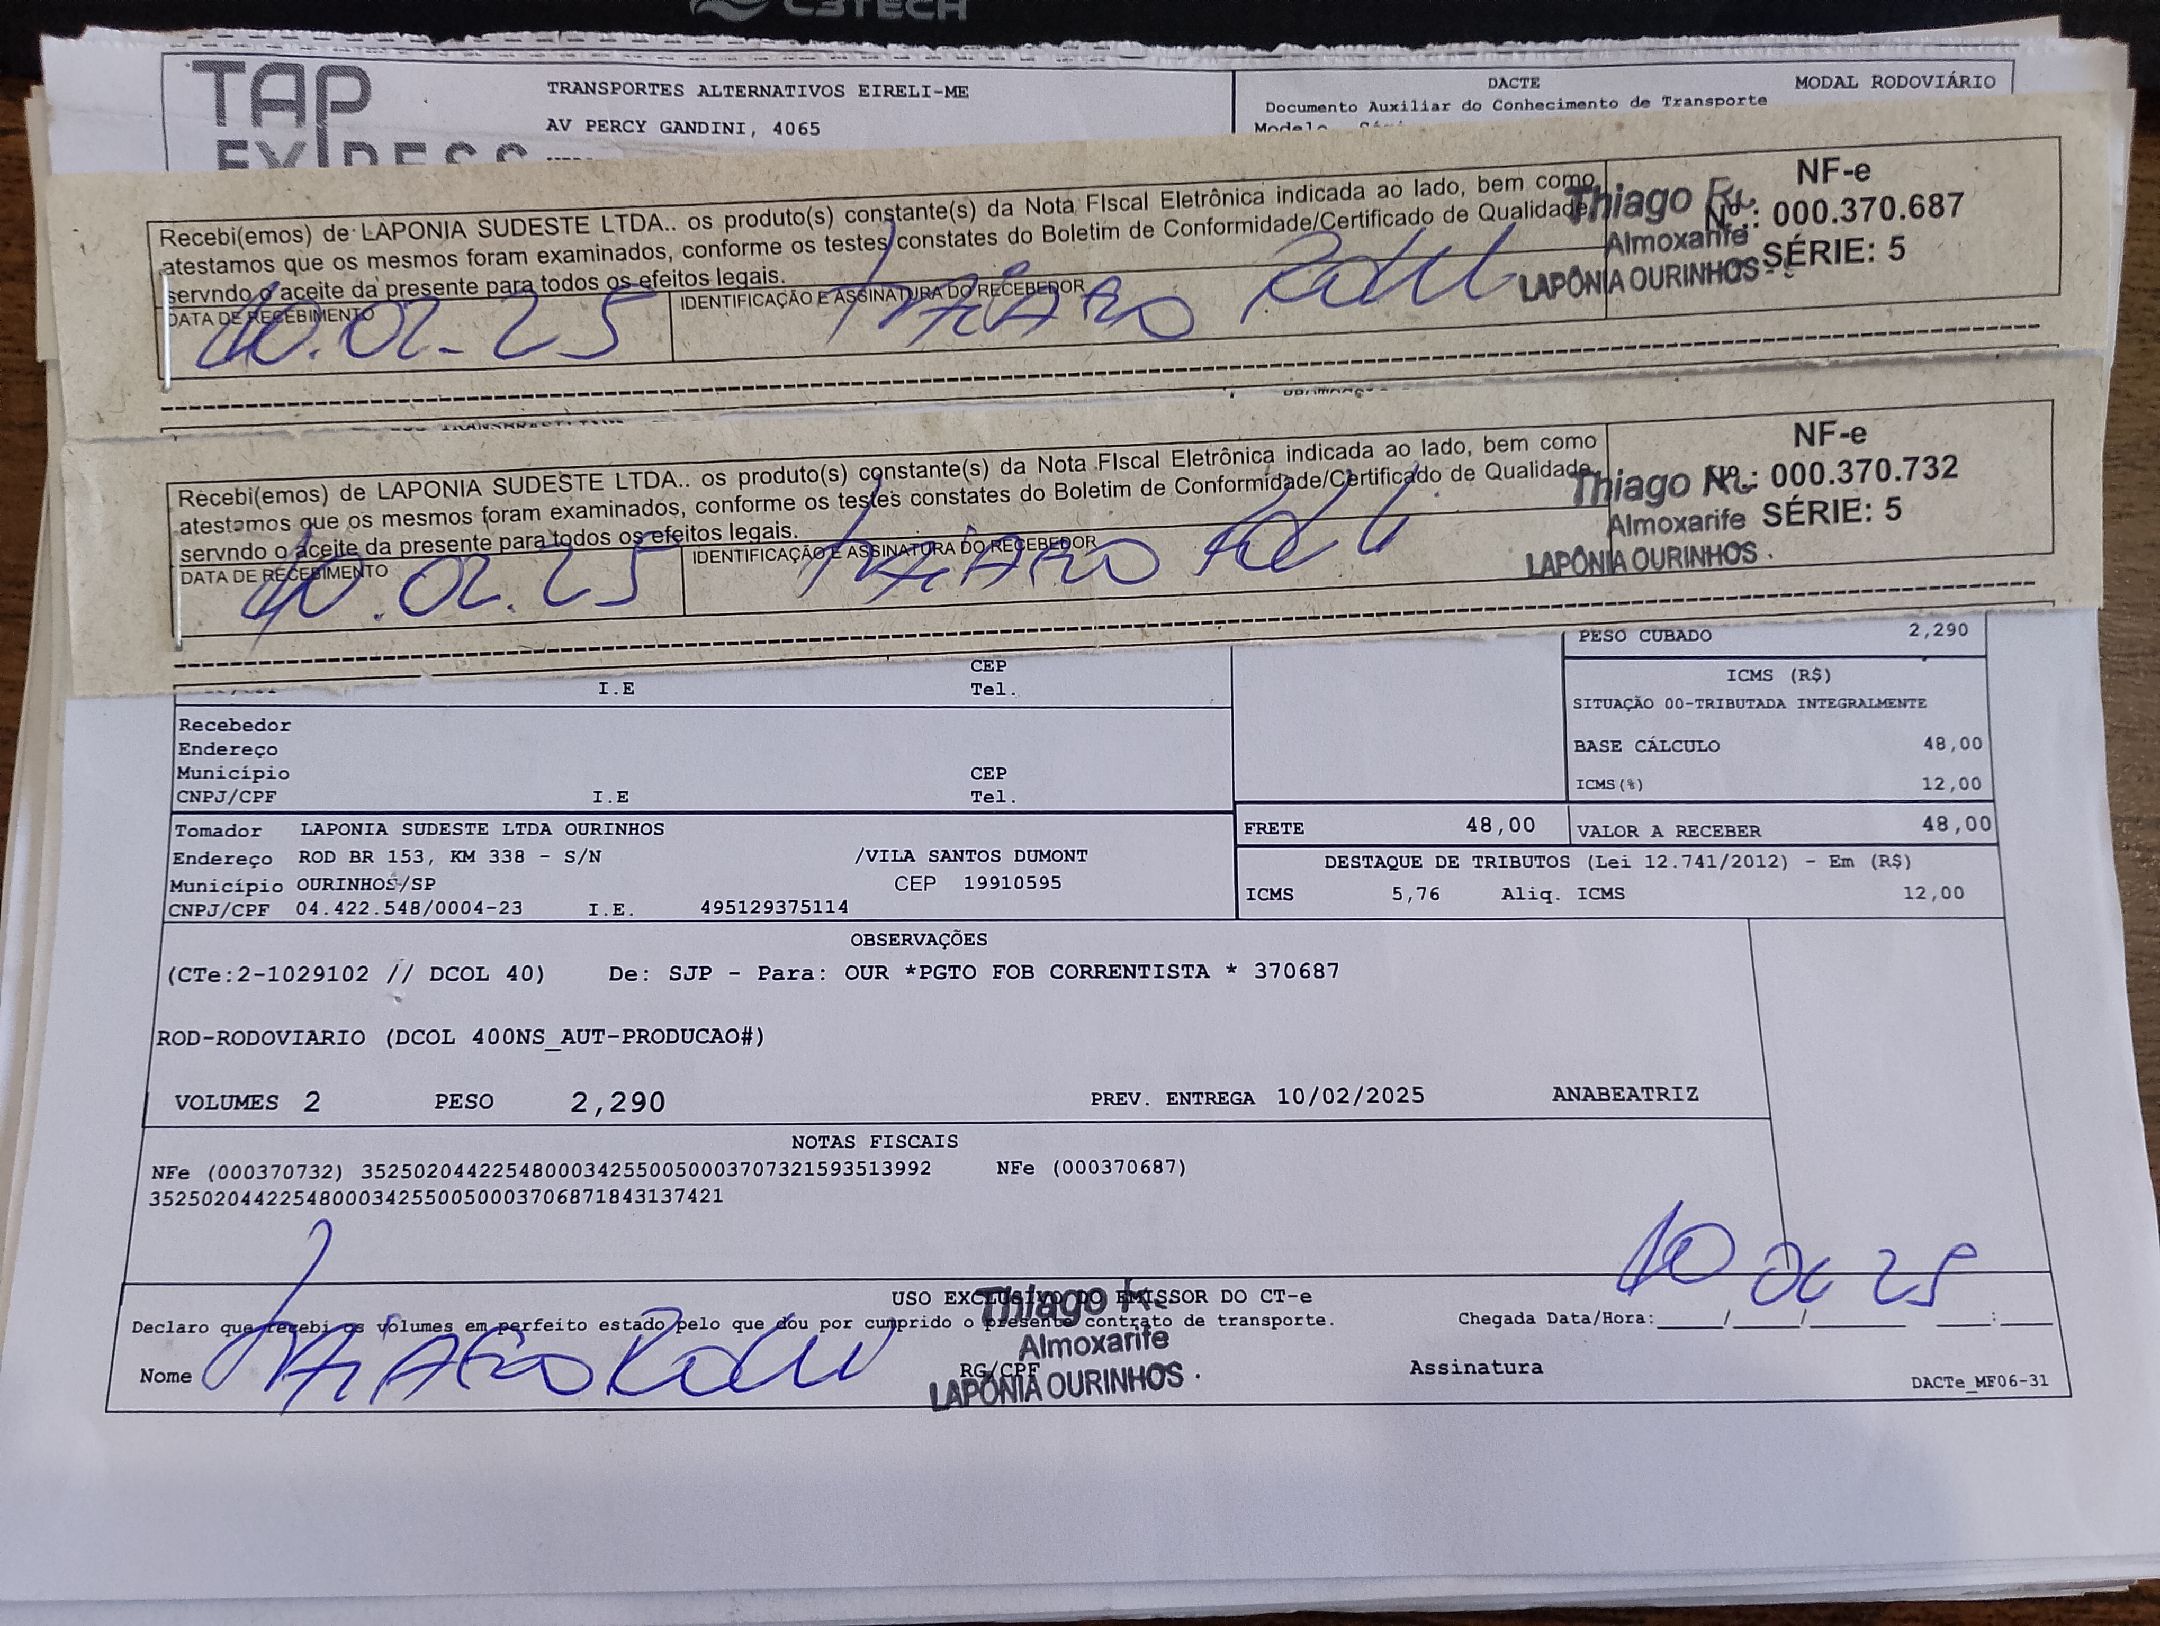 C3TECH
TAP
EXPRESS
TRANSPORTES ALTERNATIVOS EIRELI-ME
AV PERCY GANDINI, 4065
DACTE
MODAL RODOVIÁRIO
Documento Auxiliar do Conhecimento de Transporte
Recebi(emos) de LAPONIA SUDESTE LTDA.. os produto(s) constante(s) da Nota FIscal Eletrônica indicada ao lado, bem como
atestamos que os mesmos foram examinados, conforme os testes constates do Boletim de Conformidade/Certificado de Qualidade,
servndo o aceite da presente para todos os efeitos legais.
DATA DE RECEBIMENTO
10.02.25
IDENTIFICAÇÃO E ASSINATURA DO RECEBEDOR
NF-e
Nº.: 000.370.687
SÉRIE: 5
Thiago
Almoxarife
LAPÔNIA OURINHOS
Recebi(emos) de LAPONIA SUDESTE LTDA.. os produto(s) constante(s) da Nota FIscal Eletrônica indicada ao lado, bem como
atestamos que os mesmos foram examinados, conforme os testes constates do Boletim de Conformidade/Certificado de Qualidade,
servndo o aceite da presente para todos os efeitos legais.
DATA DE RECEBIMENTO
10.02.25
IDENTIFICAÇÃO E ASSINATURA DO RECEBEDOR
NF-e
Nº.: 000.370.732
SÉRIE: 5
Thiago
Almoxarife
LAPÔNIA OURINHOS
PESO CUBADO 2,290
CEP
I.E Tel.
ICMS (R$)
SITUAÇÃO 00-TRIBUTADA INTEGRALMENTE
BASE CÁLCULO 48,00
ICMS(%) 12,00
Recebedor
Endereço
Município CEP
CNPJ/CPF I.E Tel.
Tomador LAPONIA SUDESTE LTDA OURINHOS
Endereço ROD BR 153, KM 338 - S/N /VILA SANTOS DUMONT
Município OURINHOS/SP CEP 19910595
CNPJ/CPF 04.422.548/0004-23 I.E. 495129375114
FRETE 48,00 VALOR A RECEBER 48,00
DESTAQUE DE TRIBUTOS (Lei 12.741/2012) - Em (R$)
ICMS 5,76 Aliq. ICMS 12,00
OBSERVAÇÕES
(CTe:2-1029102 // DCOL 40) De: SJP - Para: OUR *PGTO FOB CORRENTISTA * 370687
ROD-RODOVIARIO (DCOL 400NS_AUT-PRODUCAO#)
VOLUMES 2 PESO 2,290 PREV. ENTREGA 10/02/2025 ANABEATRIZ
NOTAS FISCAIS
NFe (000370732) 35250204422548000342550050003707321593513992 NFe (000370687)
35250204422548000342550050003706871843137421
10 02 25
USO EXCLUSIVO DO EMISSOR DO CT-e
Declaro que recebi os volumes em perfeito estado pelo que dou por cumprido o presente contrato de transporte.
Chegada Data/Hora:_____/_____/_______ ____:____
Nome
RG/CPF
Assinatura
Thiago
Almoxarife
LAPÔNIA OURINHOS
DACTe_MF06-31